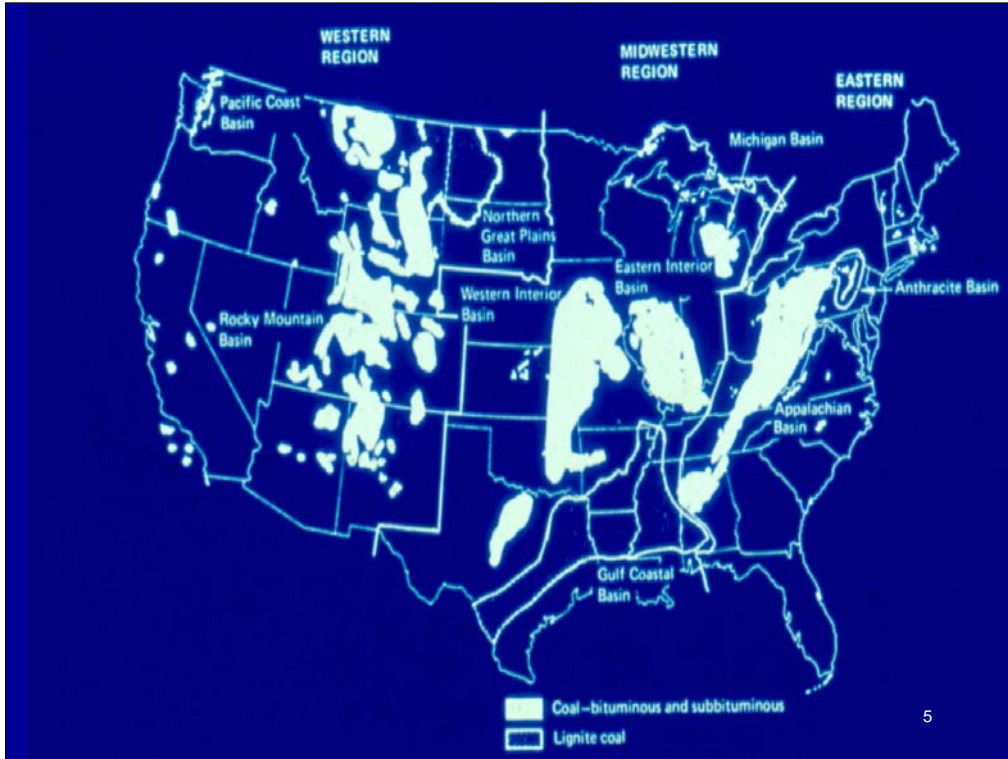 WESTERN
REGION
MIDWESTERN
REGION
EASTERN
REGION
Pacific Coast
Basin
Michigan Basin
Northern
Great Plains
Basin
Eastern Interior
Basin
Western Interior
Basin
Anthracite Basin
Rocky Mountain
Basin
Appalachian
Basin
Gulf Coastal
Basin
Coal–bituminous and subbituminous
Lignite coal
5